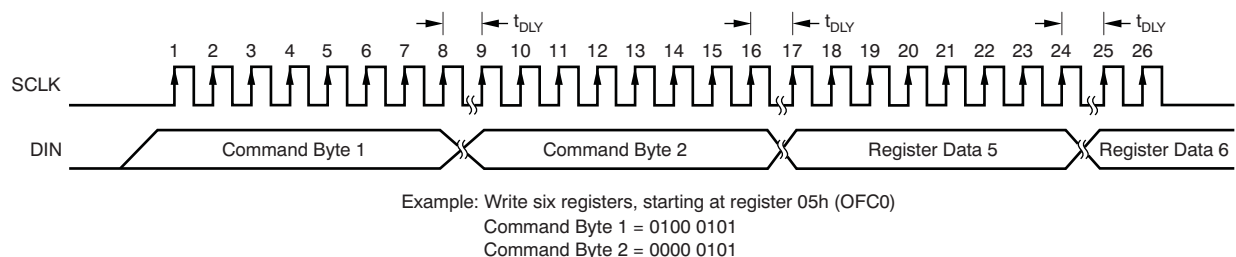 tDLY tDLY tDLY
1 2 3 4 5 6 7 8 9 10 11 12 13 14 15 16 17 18 19 20 21 22 23 24 25 26
SCLK
DIN Command Byte 1 Command Byte 2 Register Data 5 Register Data 6
Example: Write six registers, starting at register 05h (OFC0)
Command Byte 1 = 0100 0101
Command Byte 2 = 0000 0101